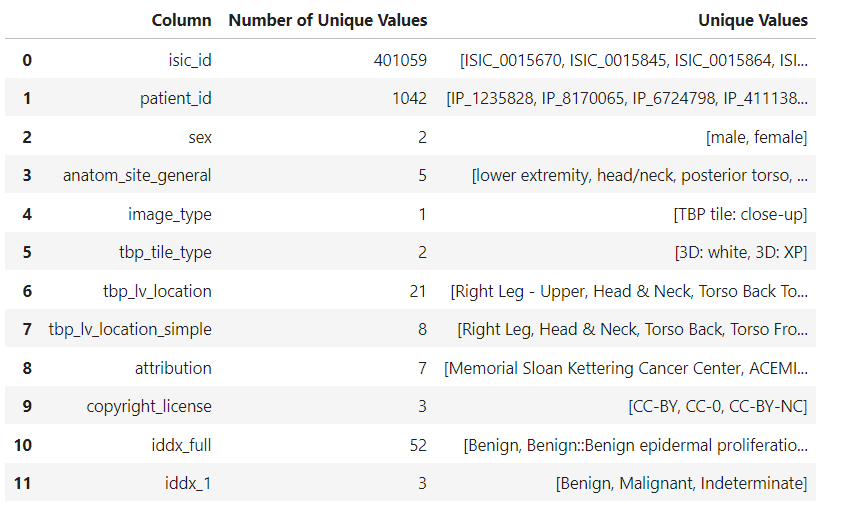 Column Number of Unique Values Unique Values
0 isic_id 401059 [ISIC_0015670, ISIC_0015845, ISIC_0015864, ISI...
1 patient_id 1042 [IP_1235828, IP_8170065, IP_6724798, IP_411138...
2 sex 2 [male, female]
3 anatom_site_general 5 [lower extremity, head/neck, posterior torso, ...
4 image_type 1 [TBP tile: close-up]
5 tbp_tile_type 2 [3D: white, 3D: XP]
6 tbp_lv_location 21 [Right Leg - Upper, Head & Neck, Torso Back To...
7 tbp_lv_location_simple 8 [Right Leg, Head & Neck, Torso Back, Torso Fro...
8 attribution 7 [Memorial Sloan Kettering Cancer Center, ACEMI...
9 copyright_license 3 [CC-BY, CC-0, CC-BY-NC]
10 iddx_full 52 [Benign, Benign::Benign epidermal proliferatio...
11 iddx_1 3 [Benign, Malignant, Indeterminate]